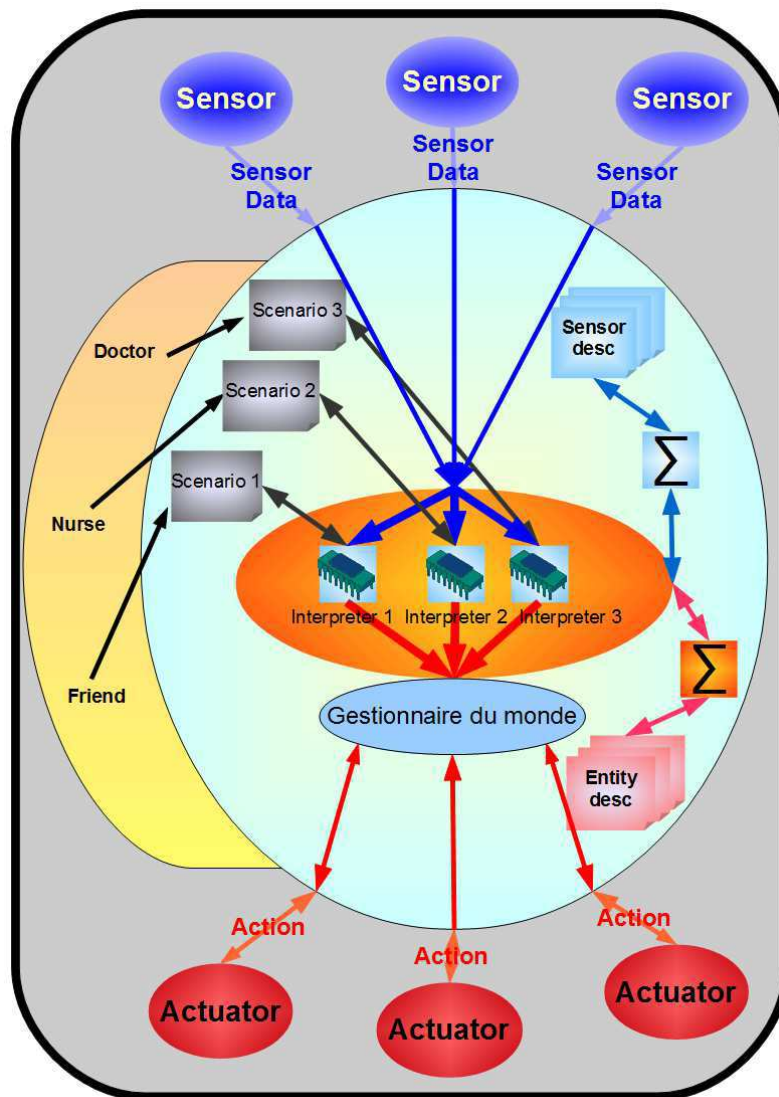 Sensor
Sensor
Sensor
Sensor
Data
Sensor
Data
Sensor
Data
Scenario 3
Doctor
Scenario 2
Scenario 1
Nurse
Friend
Sensor
desc
∑
Interpreter 1
Interpreter 2
Interpreter 3
∑
Gestionnaire du monde
Entity
desc
Action
Action
Action
Actuator
Actuator
Actuator